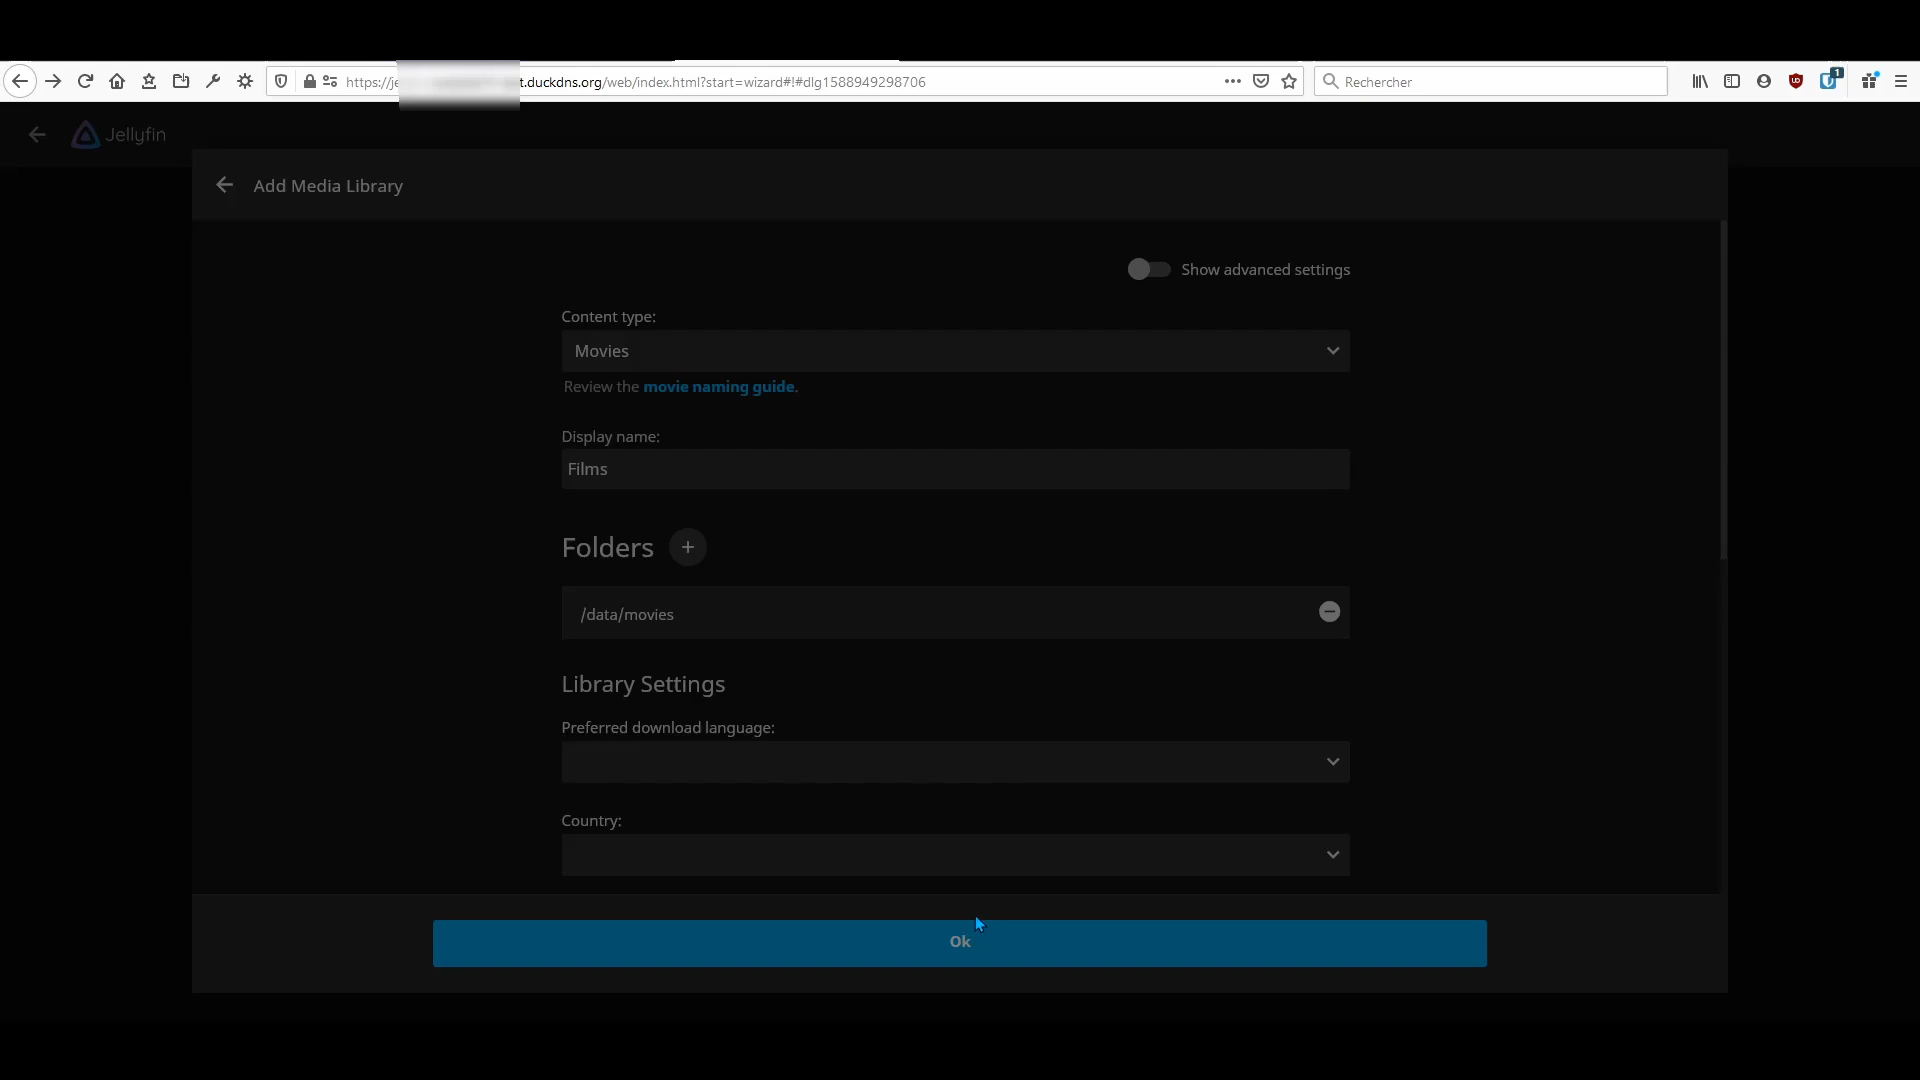 https://je t.duckdns.org/web/index.html?start=wizard#!#dlg1588949298706
Rechercher
1
Jellyfin
Add Media Library
Show advanced settings
Content type:
Movies
Review the movie naming guide.
Display name:
Films
Folders
/data/movies
Library Settings
Preferred download language:
Country:
Ok